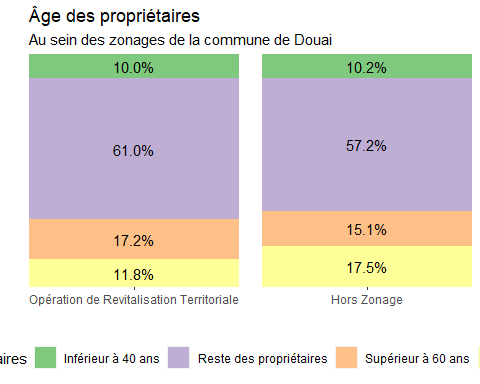 Âge des propriétaires
Au sein des zonages de la commune de Douai
10.0% 10.2%
61.0% 57.2%
17.2% 15.1%
11.8% 17.5%
Opération de Revitalisation Territoriale Hors Zonage
aires Inférieur à 40 ans Reste des propriétaires Supérieur à 60 ans